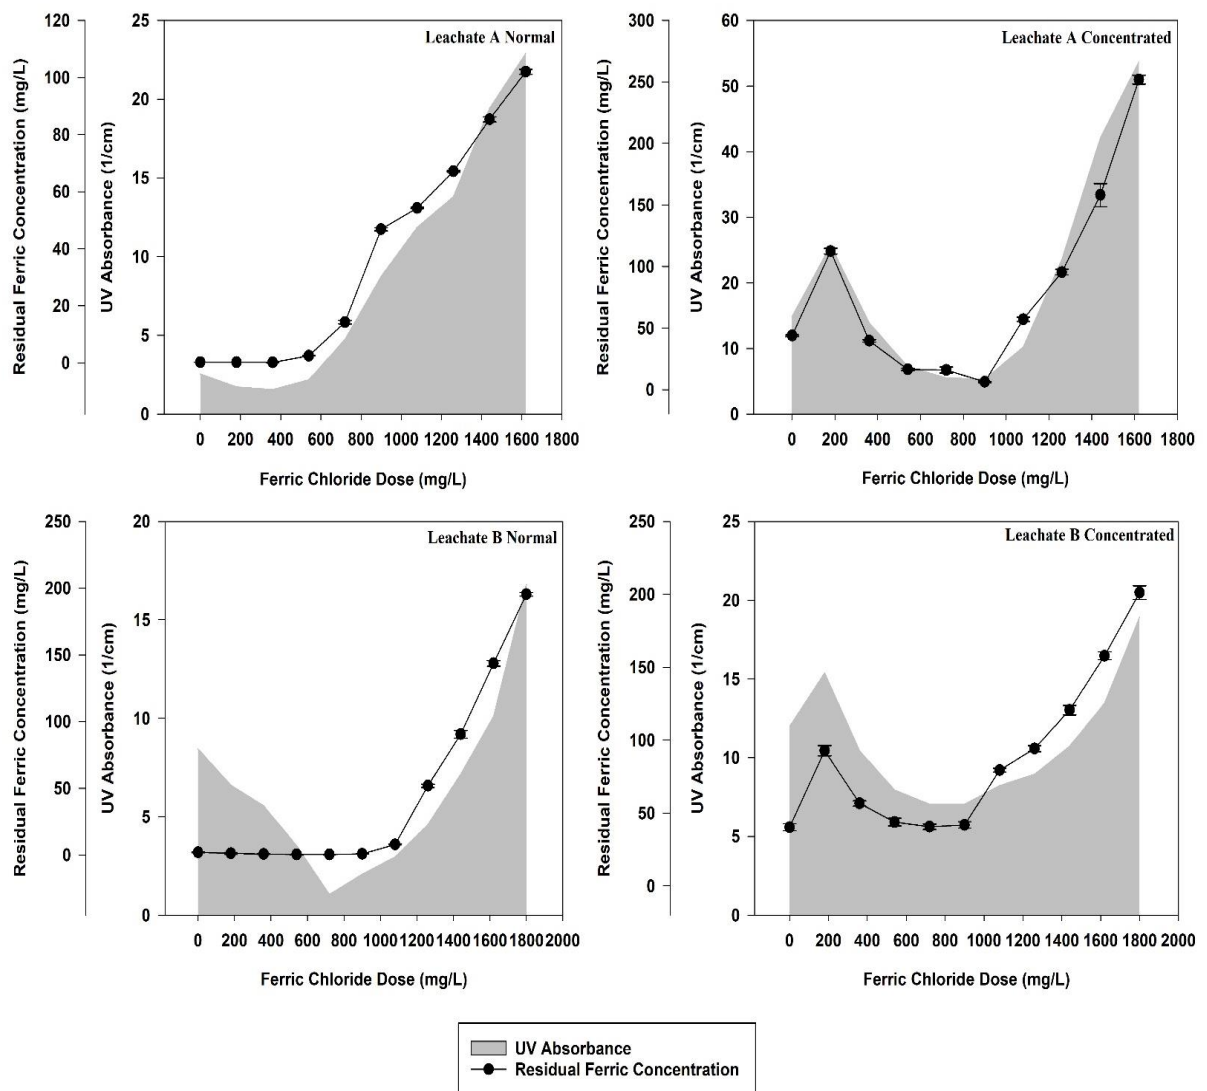 Leachate A Normal
Residual Ferric Concentration (mg/L)
120
100
80
60
40
20
0
UV Absorbance (1/cm)
25
20
15
10
5
0
0 200 400 600 800 1000 1200 1400 1600 1800
Ferric Chloride Dose (mg/L)
Leachate A Concentrated
Residual Ferric Concentration (mg/L)
300
250
200
150
100
50
0
UV Absorbance (1/cm)
60
50
40
30
20
10
0
0 200 400 600 800 1000 1200 1400 1600 1800
Ferric Chloride Dose (mg/L)
Leachate B Normal
Residual Ferric Concentration (mg/L)
250
200
150
100
50
0
UV Absorbance (1/cm)
20
15
10
5
0
0 200 400 600 800 1000 1200 1400 1600 1800 2000
Ferric Chloride Dose (mg/L)
Leachate B Concentrated
Residual Ferric Concentration (mg/L)
250
200
150
100
50
0
UV Absorbance (1/cm)
25
20
15
10
5
0
0 200 400 600 800 1000 1200 1400 1600 1800 2000
Ferric Chloride Dose (mg/L)
UV Absorbance
Residual Ferric Concentration